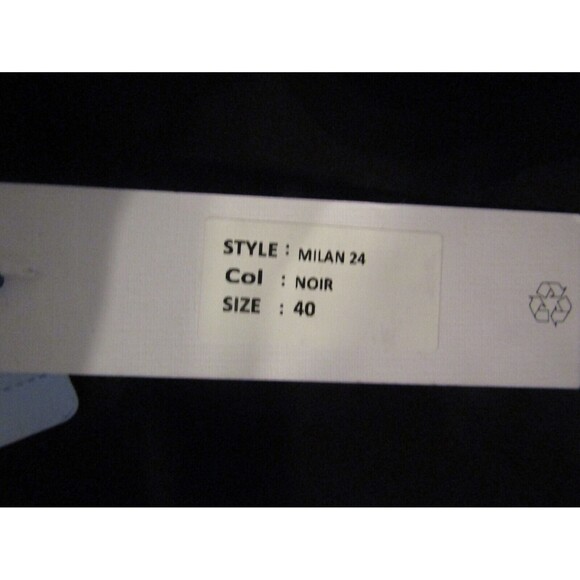 STYLE : MILAN 24
Col : NOIR
SIZE : 40